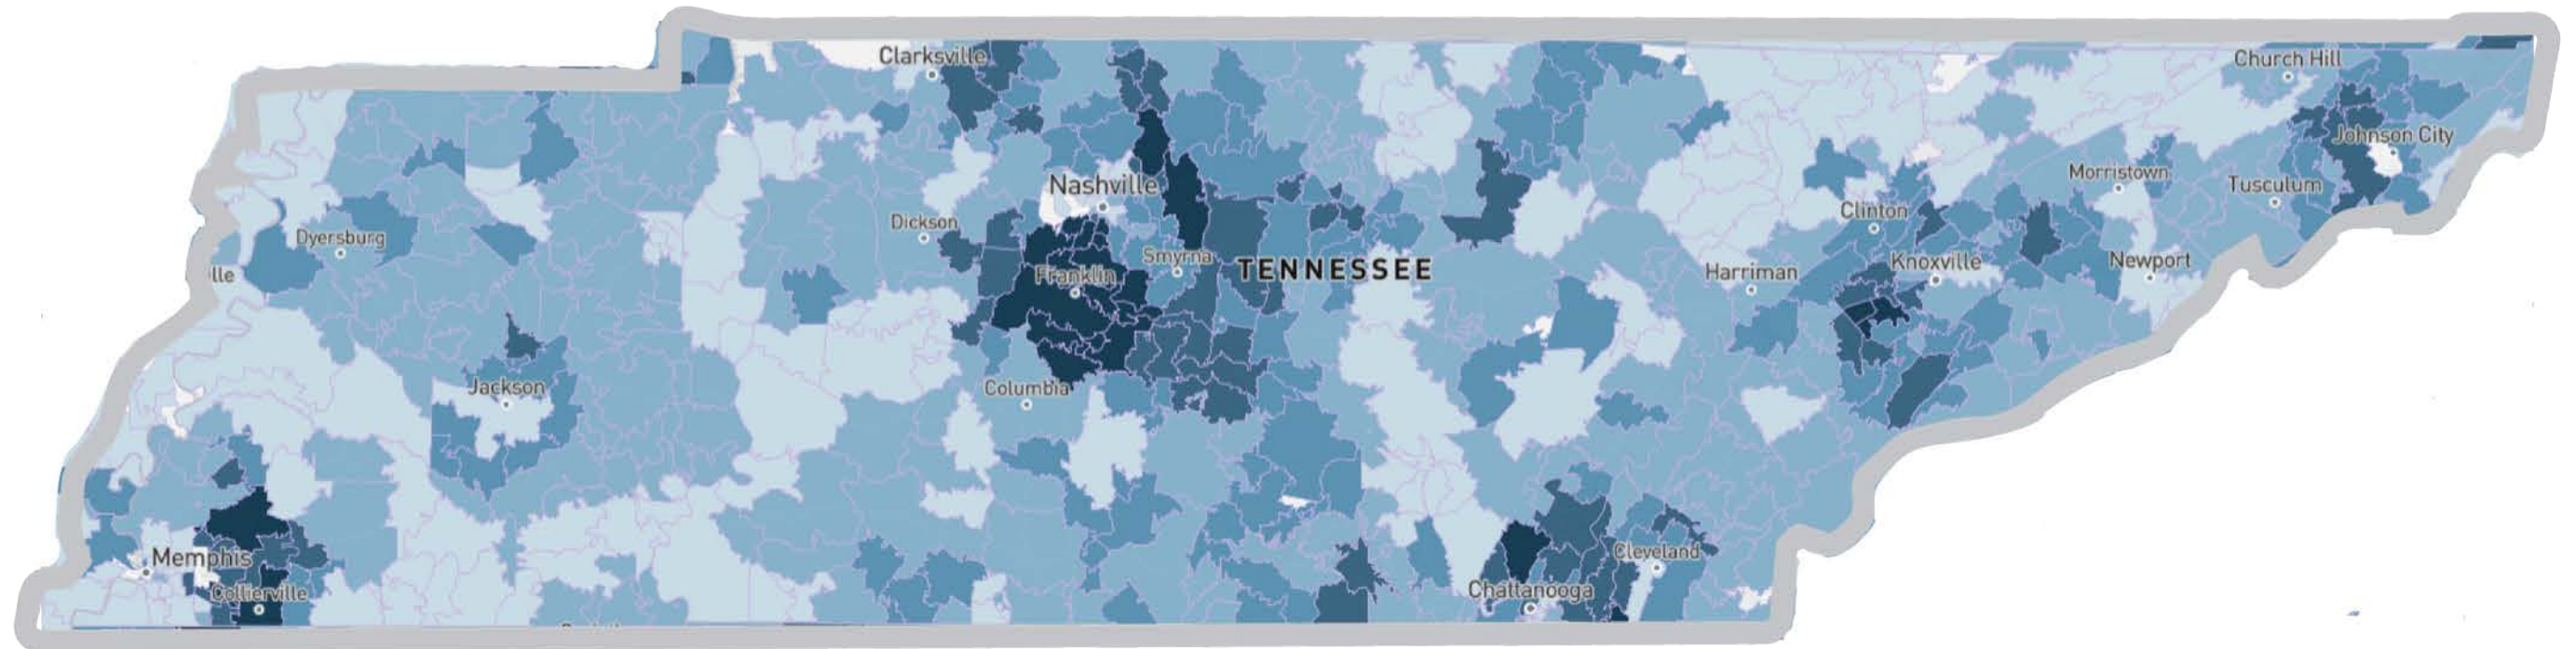 Clarksville
Church Hill
Johnson City
Nashville
Morristown
Tusculum
Dickson
Clinton
Dyersburg
Smyrna
TENNESSEE
lle
Franklin
Harriman
Knoxville
Newport
Jackson
Columbia
Memphis
Cleveland
Collierville
Chattanooga